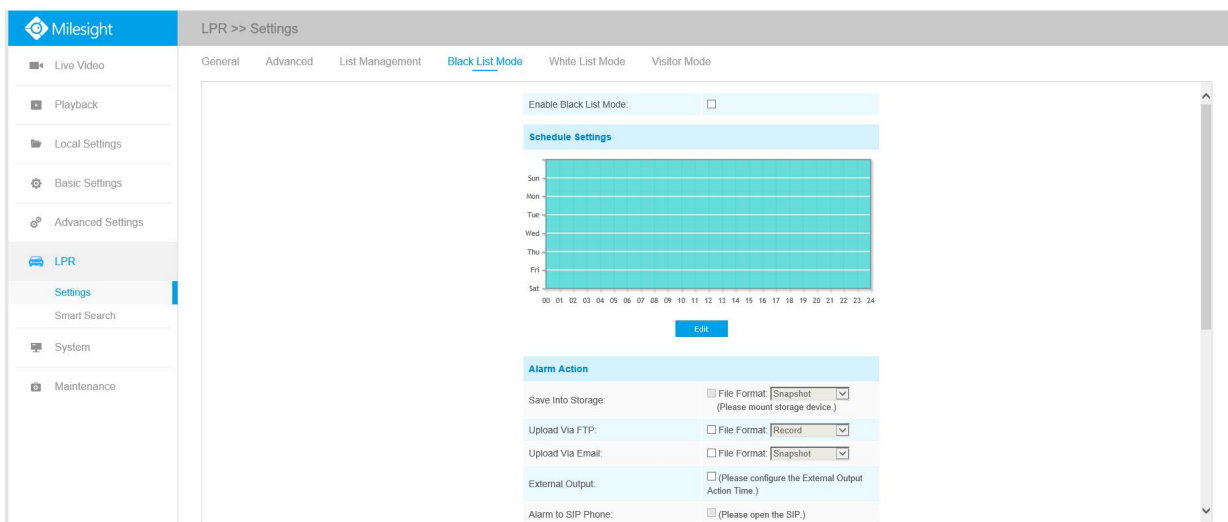 Milesight
LPR >> Settings
Live Video
Playback
Local Settings
Basic Settings
Advanced Settings
LPR
Settings
Smart Search
System
Maintenance
General Advanced List Management Black List Mode White List Mode Visitor Mode
Enable Black List Mode:
Schedule Settings
Sun
Mon
Tue
Wed
Thu
Fri
Sat
00 01 02 03 04 05 06 07 08 09 10 11 12 13 14 15 16 17 18 19 20 21 22 23 24
Edit
Alarm Action
Save Into Storage: File Format: Snapshot
(Please mount storage device.)
Upload Via FTP: File Format: Record
Upload Via Email: File Format: Snapshot
External Output: (Please configure the External Output
Action Time.)
Alarm to SIP Phone: (Please open the SIP.)